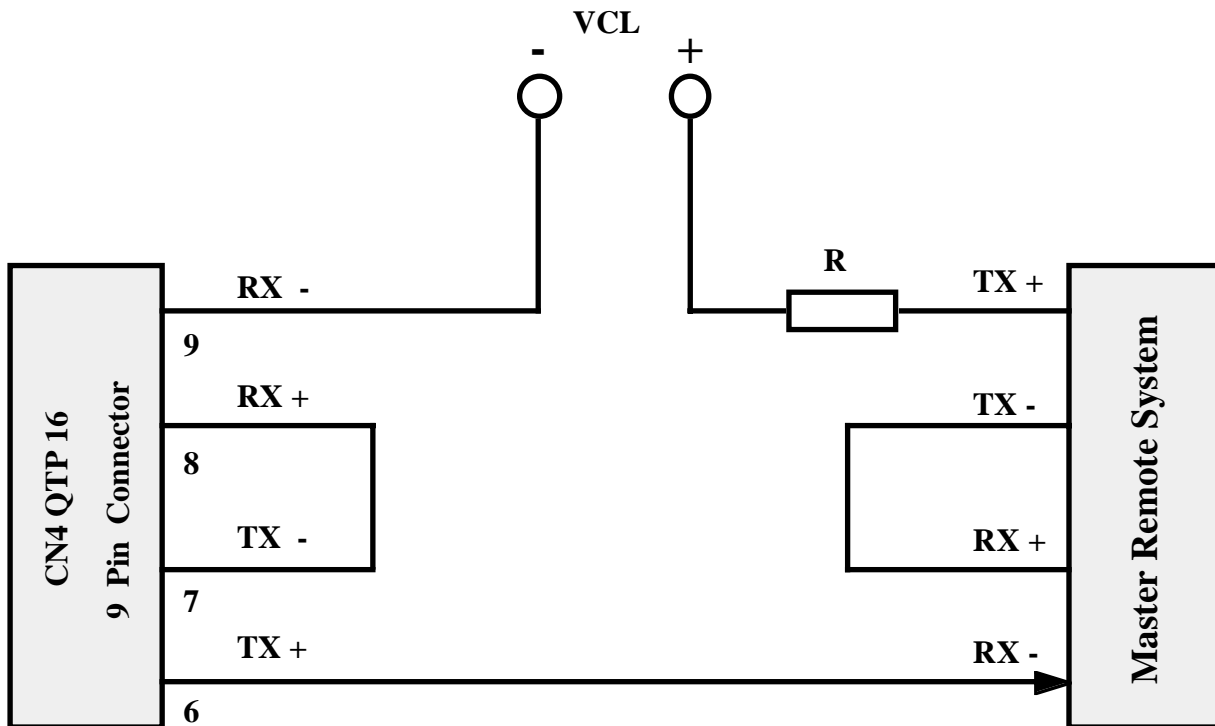 VCL
- +
R
RX -
9
RX +
8
TX -
7
TX +
6
TX +
TX -
RX +
RX -
CN4 QTP 16
9 Pin Connector
Master Remote System